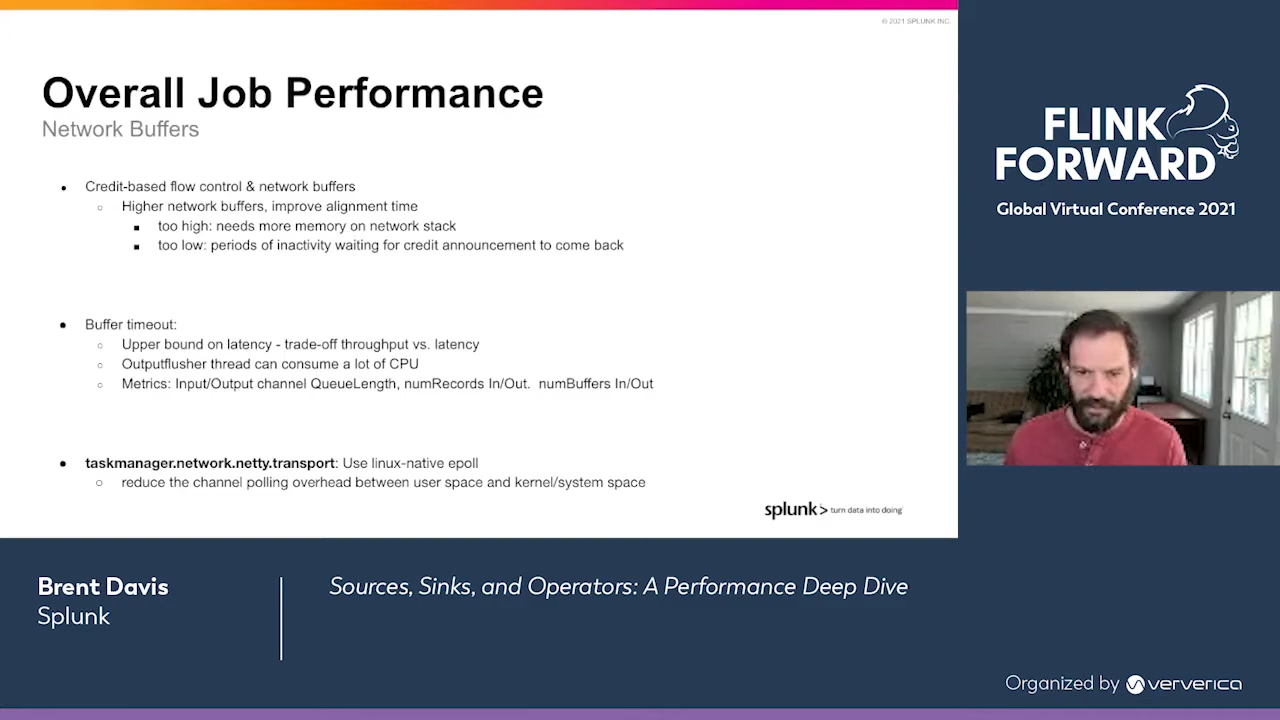 © 2021 SPLUNK INC.
Overall Job Performance
Network Buffers
Credit-based flow control & network buffers
Higher network buffers, improve alignment time
too high: needs more memory on network stack
too low: periods of inactivity waiting for credit announcement to come back
Buffer timeout:
Upper bound on latency - trade-off throughput vs. latency
Outputflusher thread can consume a lot of CPU
Metrics: Input/Output channel QueueLength, numRecords In/Out. numBuffers In/Out
taskmanager.network.netty.transport: Use linux-native epoll
reduce the channel polling overhead between user space and kernel/system space
splunk> turn data into doing
FLINK
FORWARD
Global Virtual Conference 2021
Brent Davis
Splunk
Sources, Sinks, and Operators: A Performance Deep Dive
Organized by ververica